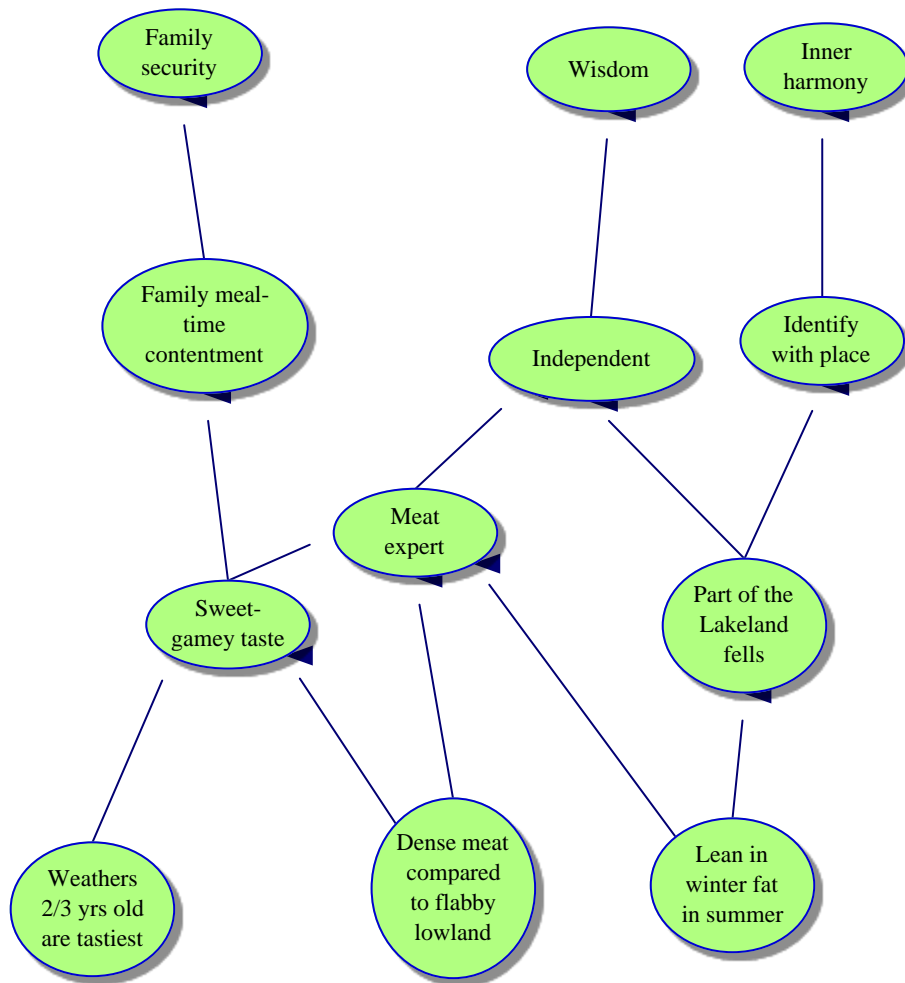 Family
security
Wisdom
Inner
harmony
Family meal-
time
contentment
Independent
Identify
with place
Meat
expert
Sweet-
gamey taste
Part of the
Lakeland
fells
Weathers
2/3 yrs old
are tastiest
Dense meat
compared
to flabby
lowland
Lean in
winter fat
in summer